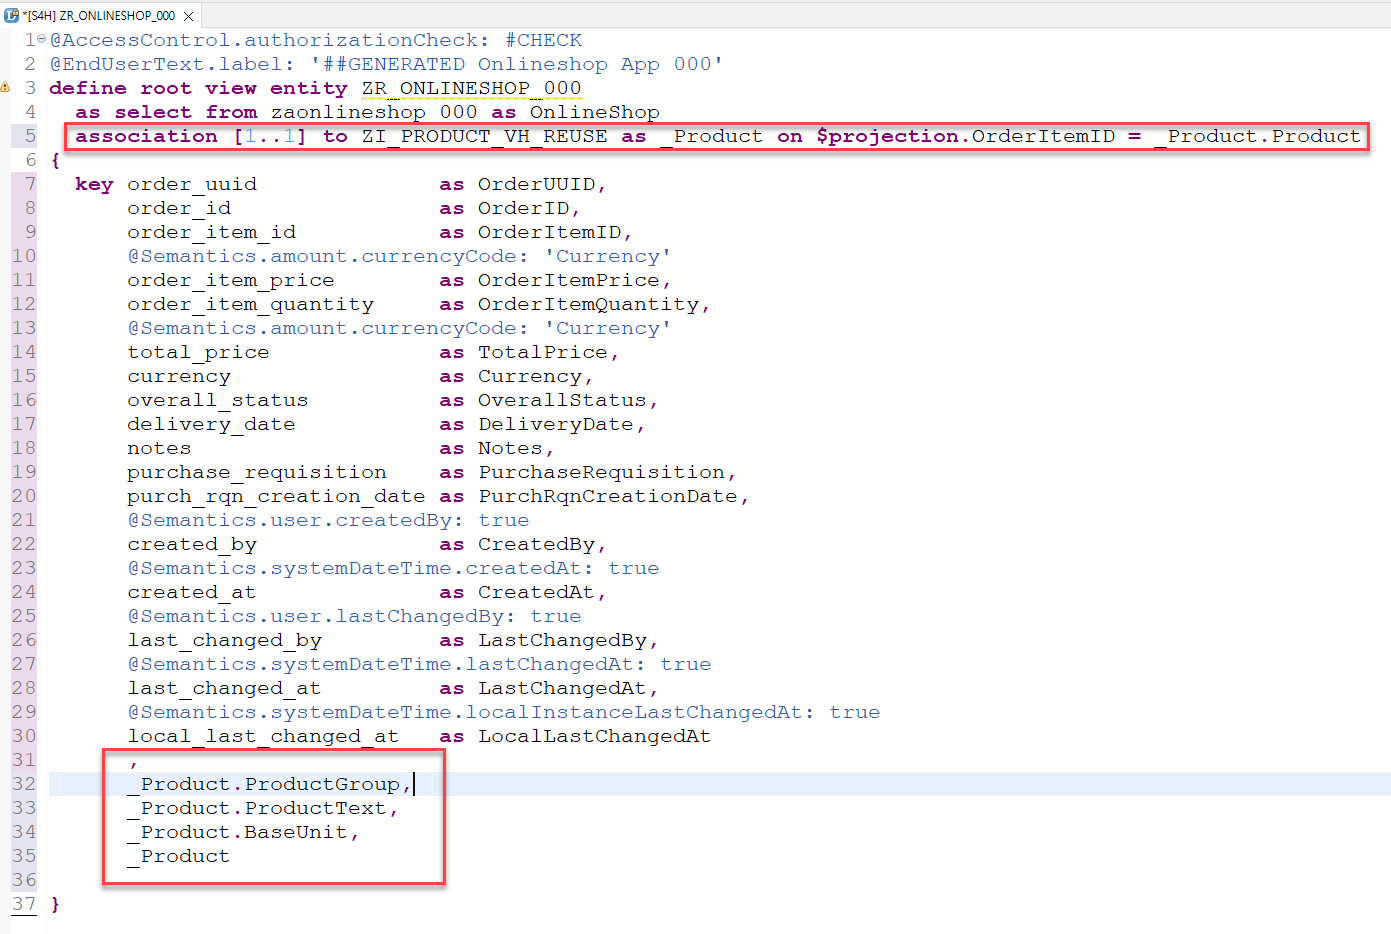 *[S4H] ZR_ONLINESHOP_000
1 @AccessControl.authorizationCheck: #CHECK
2 @EndUserText.label: '##GENERATED Onlineshop App 000'
3 define root view entity ZR_ONLINESHOP_000
4   as select from zaonlineshop_000 as OnlineShop
5   association [1..1] to ZI_PRODUCT_VH_REUSE as _Product on $projection.OrderItemID = _Product.Product
6 {
7   key order_uuid              as OrderUUID,
8       order_id                as OrderID,
9       order_item_id           as OrderItemID,
10       @Semantics.amount.currencyCode: 'Currency'
11       order_item_price        as OrderItemPrice,
12       order_item_quantity     as OrderItemQuantity,
13       @Semantics.amount.currencyCode: 'Currency'
14       total_price             as TotalPrice,
15       currency                as Currency,
16       overall_status          as OverallStatus,
17       delivery_date           as DeliveryDate,
18       notes                   as Notes,
19       purchase_requisition    as PurchaseRequisition,
20       purch_rqn_creation_date as PurchRqnCreationDate,
21       @Semantics.user.createdBy: true
22       created_by              as CreatedBy,
23       @Semantics.systemDateTime.createdAt: true
24       created_at              as CreatedAt,
25       @Semantics.user.lastChangedBy: true
26       last_changed_by         as LastChangedBy,
27       @Semantics.systemDateTime.lastChangedAt: true
28       last_changed_at         as LastChangedAt,
29       @Semantics.systemDateTime.localInstanceLastChangedAt: true
30       local_last_changed_at   as LocalLastChangedAt
31       ,
32       _Product.ProductGroup,
33       _Product.ProductText,
34       _Product.BaseUnit,
35       _Product
36
37 }